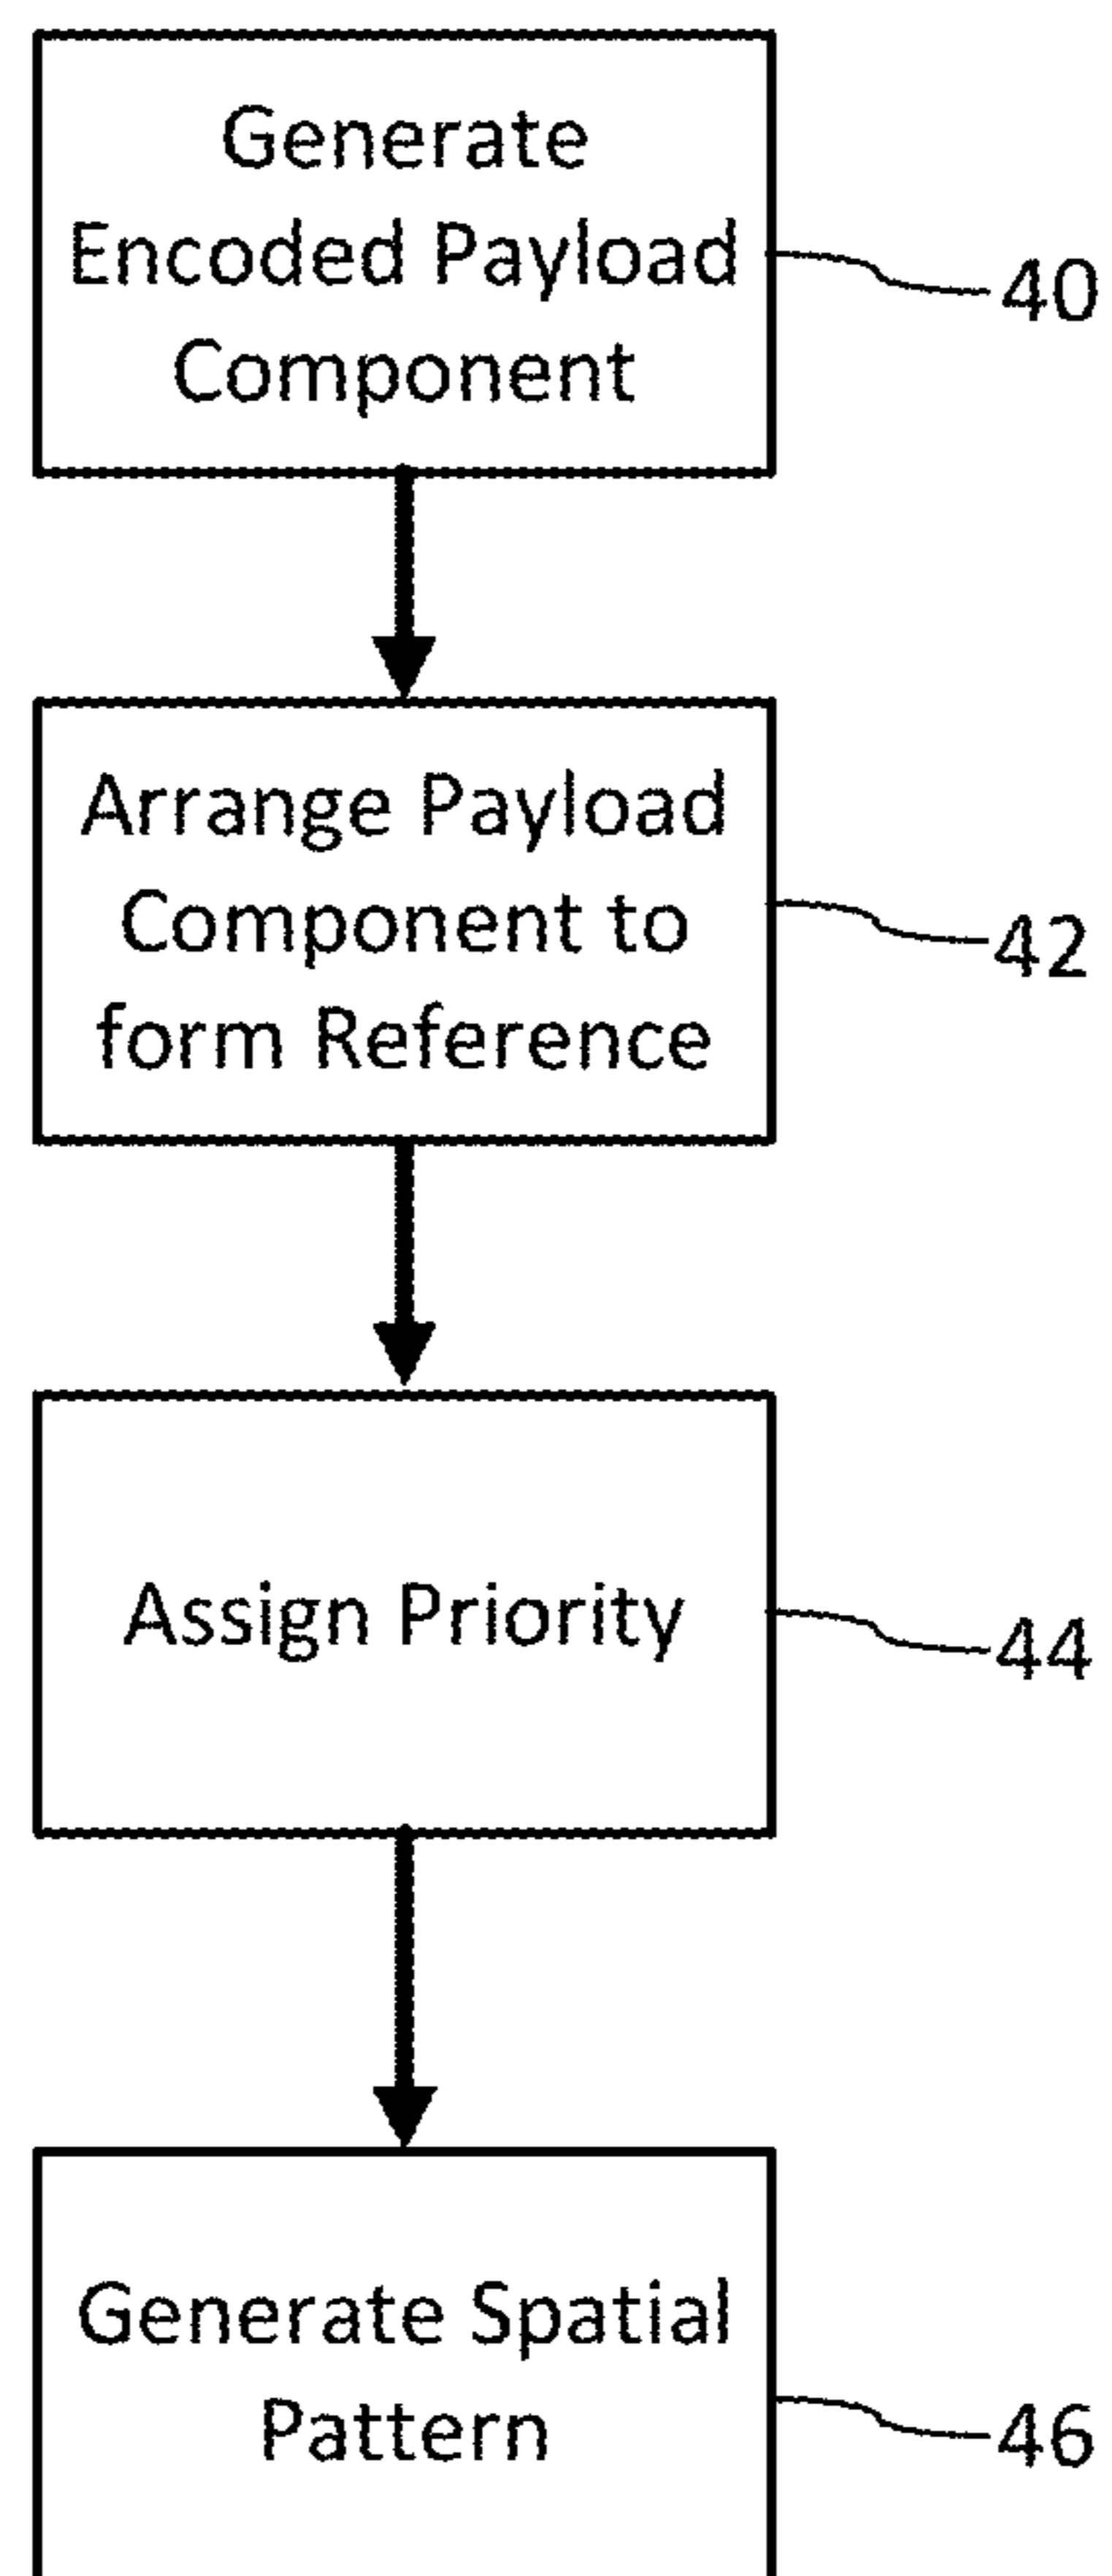 Generate
Encoded Payload
Component
40
Arrange Payload
Component to
form Reference
42
Assign Priority
44
Generate Spatial
Pattern
46